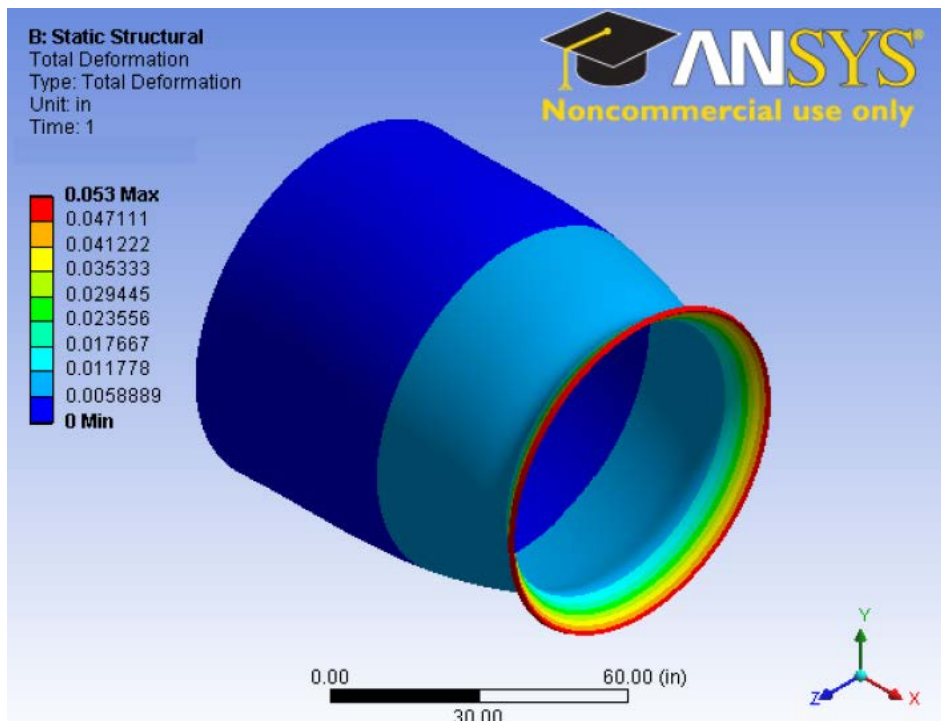 B: Static Structural
Total Deformation
Type: Total Deformation
Unit: in
Time: 1
ANSYS®
Noncommercial use only
0.053 Max
0.047111
0.041222
0.035333
0.029445
0.023556
0.017667
0.011778
0.0058889
0 Min
0.00 60.00 (in)
30.00
Y
Z X